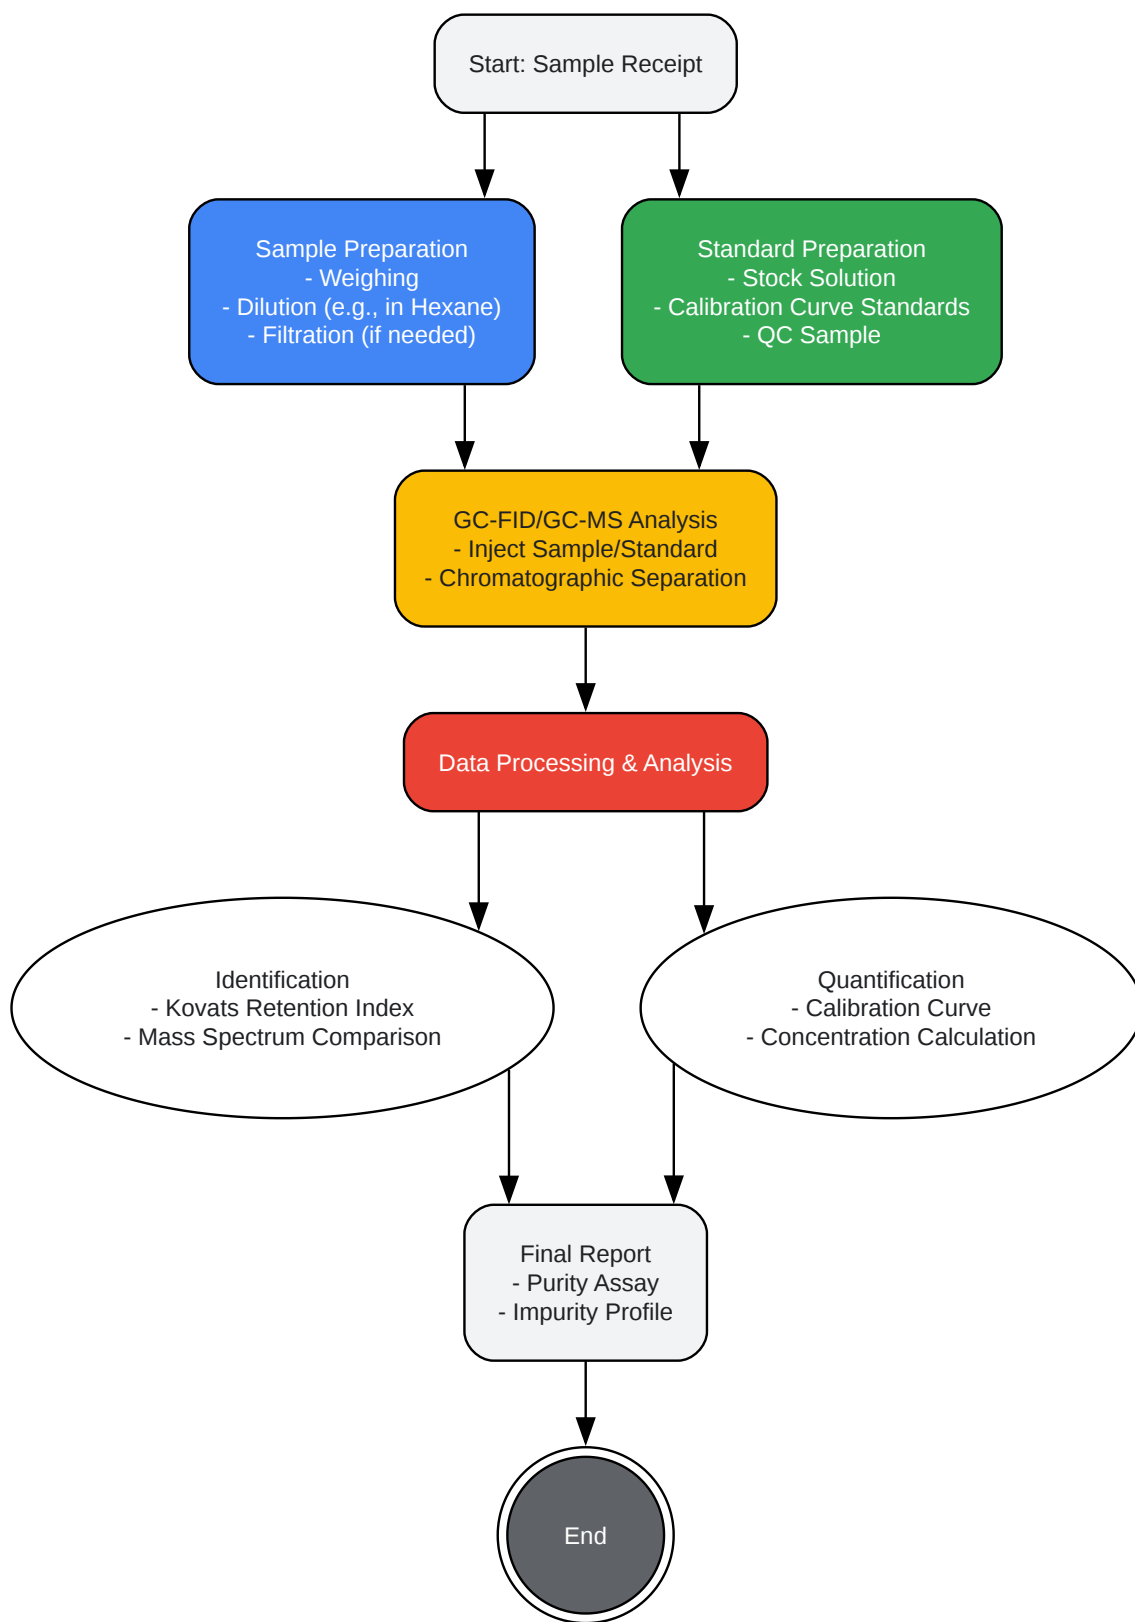 Start: Sample Receipt
Sample Preparation
- Weighing
- Dilution (e.g., in Hexane)
- Filtration (if needed)
Standard Preparation
- Stock Solution
- Calibration Curve Standards
- QC Sample
GC-FID/GC-MS Analysis
- Inject Sample/Standard
- Chromatographic Separation
Data Processing & Analysis
Identification
- Kovats Retention Index
- Mass Spectrum Comparison
Quantification
- Calibration Curve
- Concentration Calculation
Final Report
- Purity Assay
- Impurity Profile
End